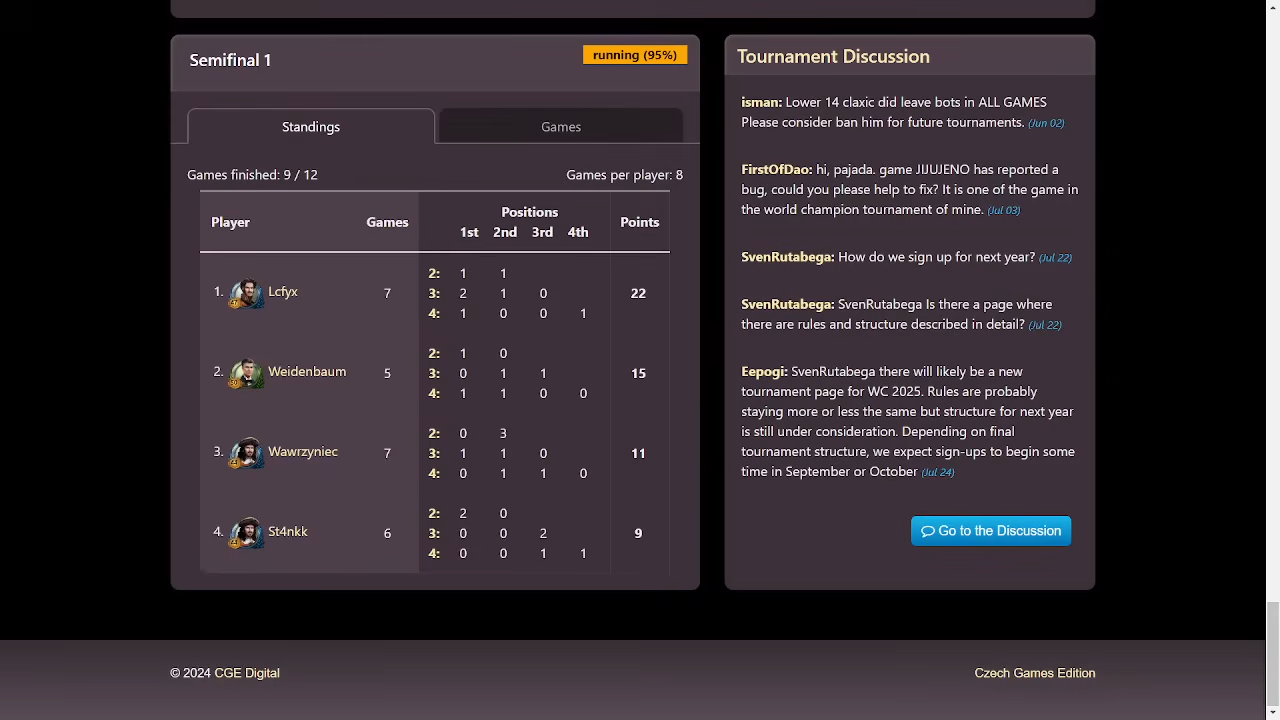 Semifinal 1
running (95%)
Standings
Games
Games finished: 9 / 12
Games per player: 8
Player Games Positions Points
1st 2nd 3rd 4th
2: 1 1
1. Lcfyx 7 3: 2 1 0 22
4: 1 0 0 1
2: 1 0
2. Weidenbaum 5 3: 0 1 1 15
4: 1 1 0 0
2: 0 3
3. Wawrzyniec 7 3: 1 1 0 11
4: 0 1 1 0
2: 2 0
4. St4nkk 6 3: 0 0 2 9
4: 0 0 1 1
Tournament Discussion
isman: Lower 14 claxic did leave bots in ALL GAMES
Please consider ban him for future tournaments. (Jun 02)
FirstOfDao: hi, pajada. game JIJUJENO has reported a
bug, could you please help to fix? It is one of the game in
the world champion tournament of mine. (Jul 03)
SvenRutabega: How do we sign up for next year? (Jul 22)
SvenRutabega: SvenRutabega Is there a page where
there are rules and structure described in detail? (Jul 22)
Eepogi: SvenRutabega there will likely be a new
tournament page for WC 2025. Rules are probably
staying more or less the same but structure for next year
is still under consideration. Depending on final
tournament structure, we expect sign-ups to begin some
time in September or October (Jul 24)
Go to the Discussion
© 2024 CGE Digital
Czech Games Edition